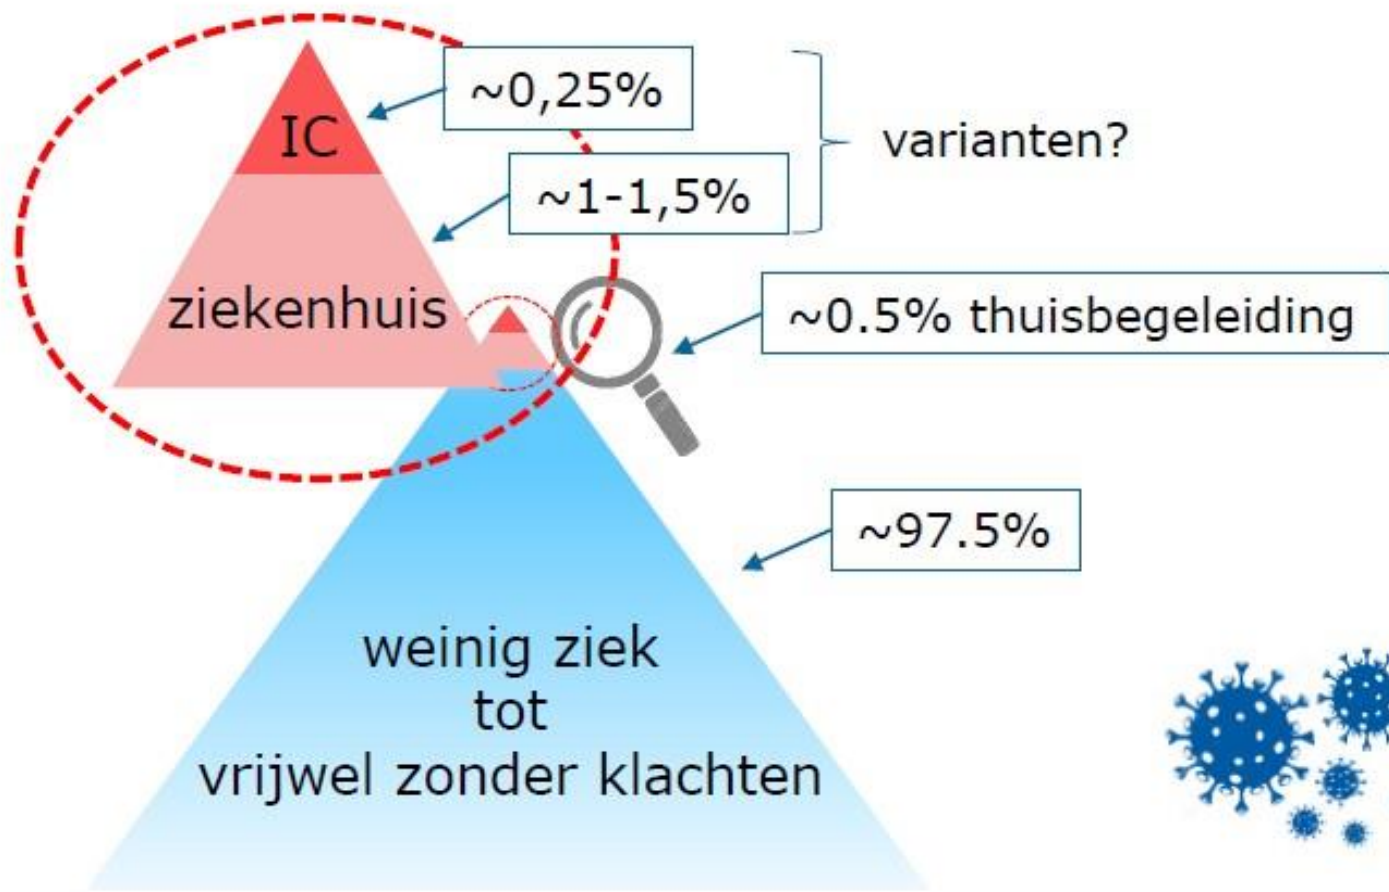 ~0,25%
IC
varianten?
~1-1,5%
ziekenhuis
~0.5% thuisbegeleiding
~97.5%
weinig ziek
tot
vrijwel zonder klachten